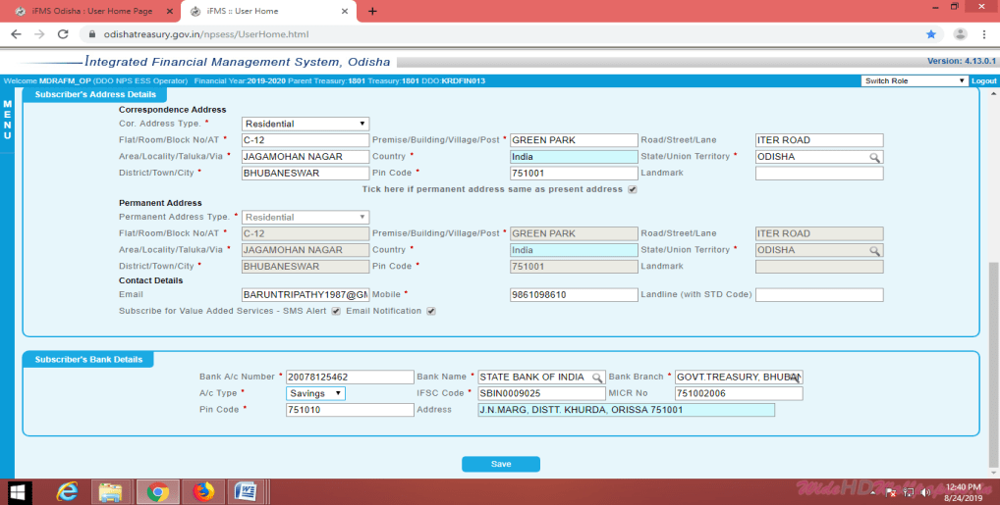 iFMS Odisha : User Home Page
iFMS :: User Home
odishatreasury.gov.in/npsess/UserHome.html
Integrated Financial Management System, Odisha
Version: 4.13.0.1
Welcome MDRAFM_OP (DDO NPS ESS Operator) Financial Year:2019-2020 Parent Treasury:1801 Treasury:1801 DDO:KRDFIN013
Switch Role
Logout
MENU
Subscriber's Address Details
Correspondence Address
Cor. Address Type. * Residential
Flat/Room/Block No/AT * C-12 Premise/Building/Village/Post * GREEN PARK Road/Street/Lane ITER ROAD
Area/Locality/Taluka/Via * JAGAMOHAN NAGAR Country * India State/Union Territory * ODISHA
District/Town/City * BHUBANESWAR Pin Code * 751001 Landmark
Tick here if permanent address same as present address
Permanent Address
Permanent Address Type. * Residential
Flat/Room/Block No/AT * C-12 Premise/Building/Village/Post * GREEN PARK Road/Street/Lane ITER ROAD
Area/Locality/Taluka/Via * JAGAMOHAN NAGAR Country * India State/Union Territory * ODISHA
District/Town/City * BHUBANESWAR Pin Code * 751001 Landmark
Contact Details
Email BARUNTRIPATHY1987@GM Mobile * 9861098610 Landline (with STD Code)
Subscribe for Value Added Services - SMS Alert Email Notification
Subscriber's Bank Details
Bank A/c Number * 20078125462 Bank Name * STATE BANK OF INDIA Bank Branch * GOVT.TREASURY, BHUBAN
A/c Type * Savings IFSC Code * SBIN0009025 MICR No 751002006
Pin Code * 751010 Address J.N.MARG, DISTT. KHURDA, ORISSA 751001
Save
12:40 PM
8/24/2019